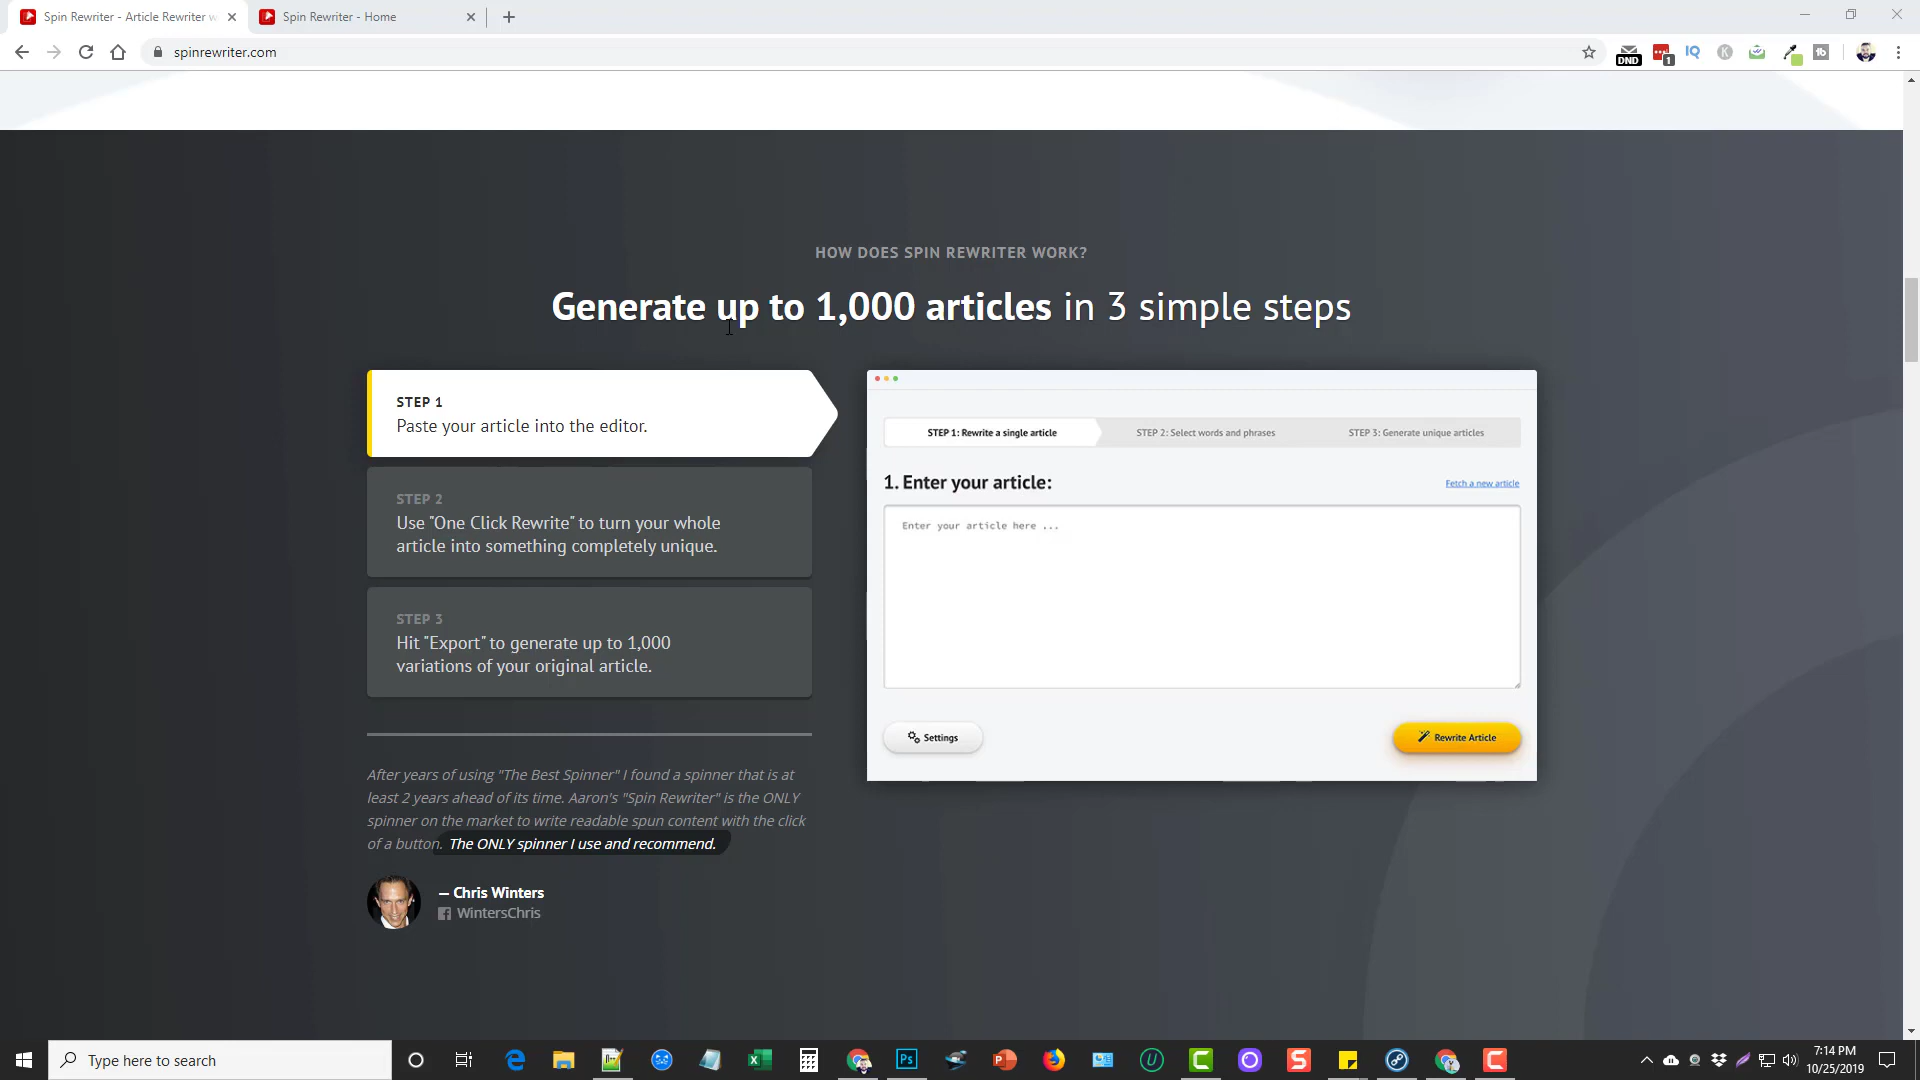 Spin Rewriter - Article Rewriter w
Spin Rewriter - Home
spinrewriter.com
DND
1
IQ
K
tb
HOW DOES SPIN REWRITER WORK?
Generate up to 1,000 articles in 3 simple steps
STEP 1
Paste your article into the editor.
STEP 2
Use "One Click Rewrite" to turn your whole
article into something completely unique.
STEP 3
Hit "Export" to generate up to 1,000
variations of your original article.
STEP 1: Rewrite a single article
STEP 2: Select words and phrases
STEP 3: Generate unique articles
1. Enter your article:
Fetch a new article
Enter your article here ...
Settings
Rewrite Article
After years of using "The Best Spinner" I found a spinner that is at
least 2 years ahead of its time. Aaron's "Spin Rewriter" is the ONLY
spinner on the market to write readable spun content with the click
of a button. The ONLY spinner I use and recommend.
— Chris Winters
WintersChris
Type here to search
Ps
7:14 PM
10/25/2019